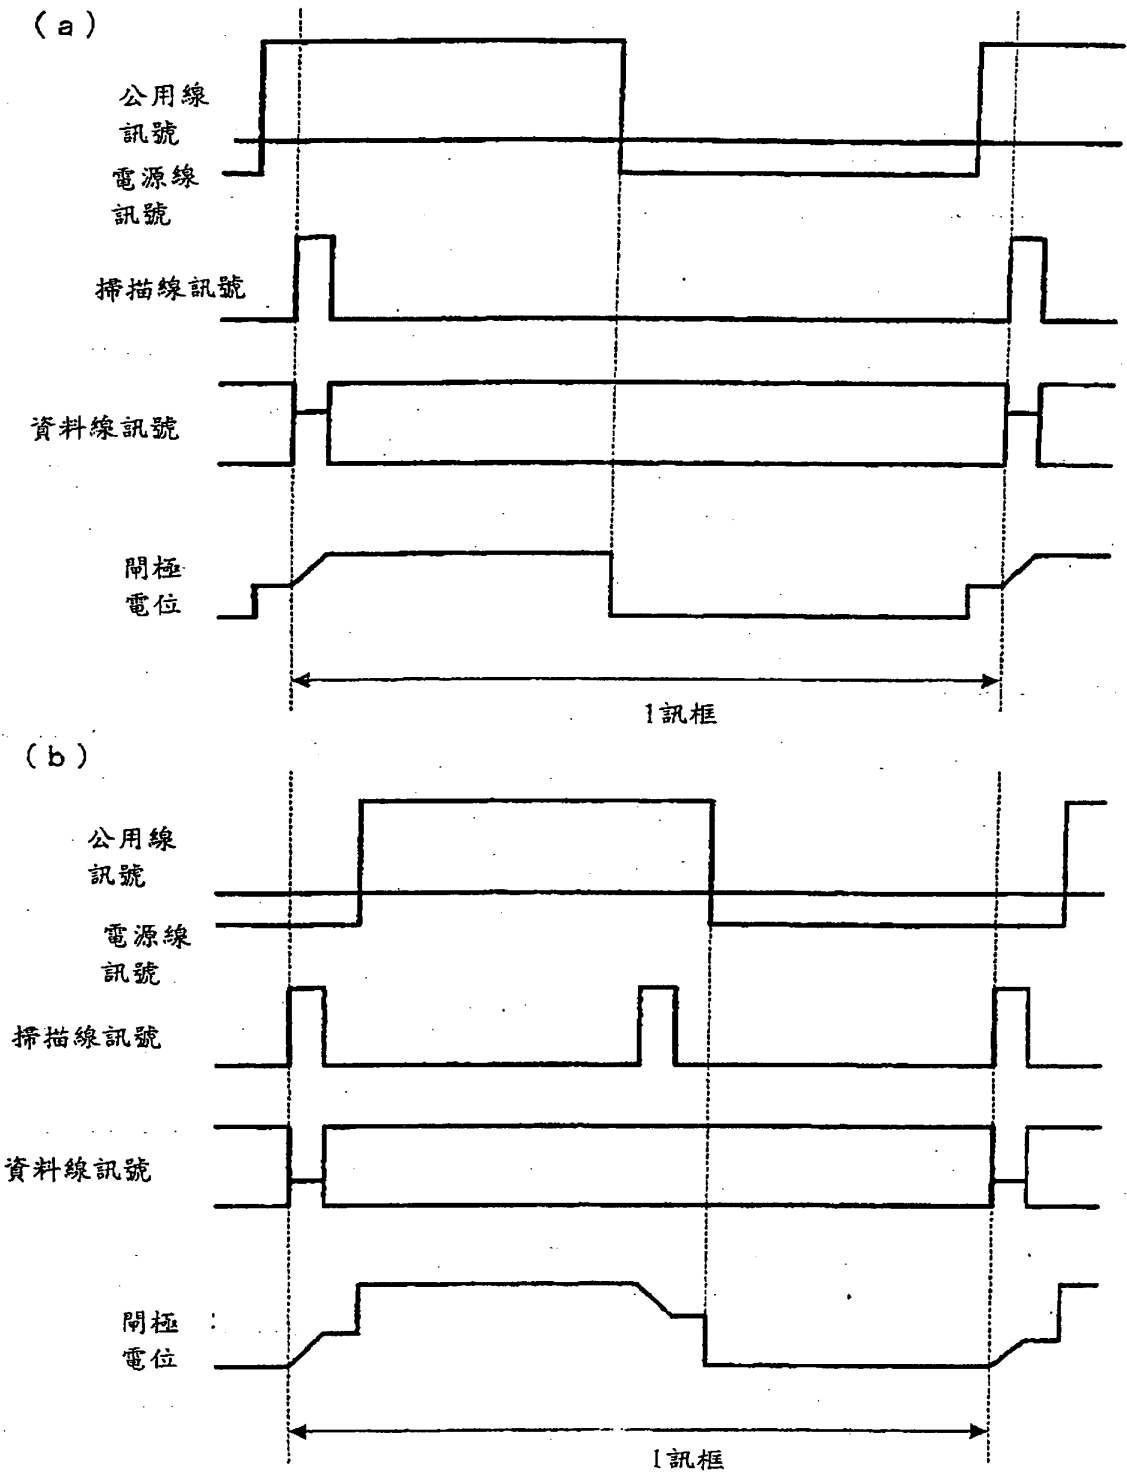 (a)
公用線
訊號
電源線
訊號
掃描線訊號
資料線訊號
閘極
電位
1訊框
(b)
公用線
訊號
電源線
訊號
掃描線訊號
資料線訊號
閘極
電位
1訊框